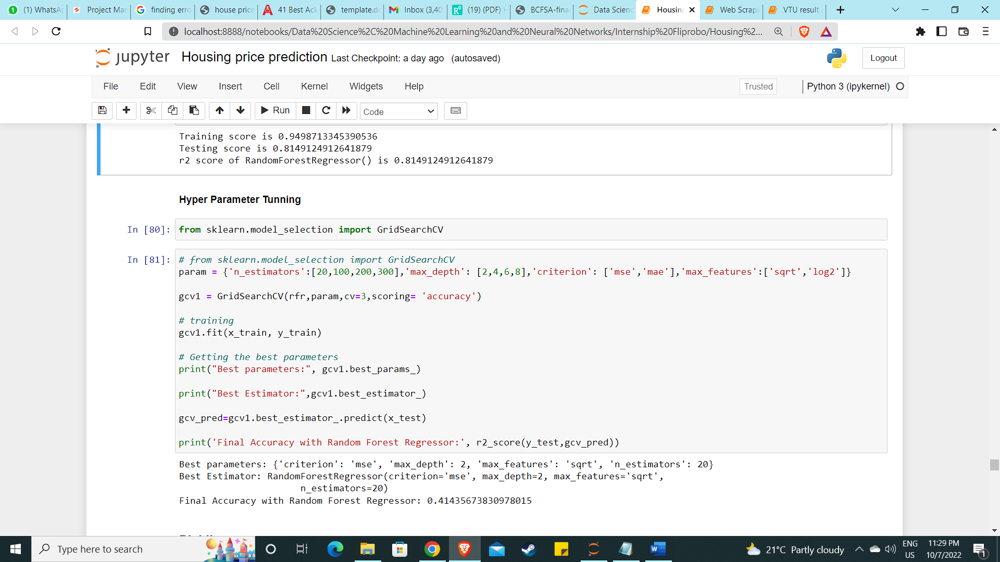 (1) WhatsA
Project Mar
finding erro
house price
41 Best Ack
template.do
Inbox (3,40
(19) (PDF) H
BCFSA-final
Data Scienc
Housin
Web Scrapi
VTU result
localhost:8888/notebooks/Data%20Science%2C%20Machine%20Learning%20and%20Neural%20Networks/Internship%20Fliprobo/Housing%2...
jupyter Housing price prediction Last Checkpoint: a day ago (autosaved)
Logout
File Edit View Insert Cell Kernel Widgets Help
Trusted
Python 3 (ipykernel)
Run
Code
Training score is 0.9498713345390536
Testing score is 0.8149124912641879
r2 score of RandomForestRegressor() is 0.8149124912641879
Hyper Parameter Tunning
In [80]: from sklearn.model_selection import GridSearchCV
In [81]: # from sklearn.model_selection import GridSearchCV
param = {'n_estimators':[20,100,200,300],'max_depth': [2,4,6,8],'criterion': ['mse','mae'],'max_features':['sqrt','log2']}
gcv1 = GridSearchCV(rfr,param,cv=3,scoring= 'accuracy')
# training
gcv1.fit(x_train, y_train)
# Getting the best parameters
print("Best parameters:", gcv1.best_params_)
print("Best Estimator:",gcv1.best_estimator_)
gcv_pred=gcv1.best_estimator_.predict(x_test)
print('Final Accuracy with Random Forest Regressor:', r2_score(y_test,gcv_pred))
Best parameters: {'criterion': 'mse', 'max_depth': 2, 'max_features': 'sqrt', 'n_estimators': 20}
Best Estimator: RandomForestRegressor(criterion='mse', max_depth=2, max_features='sqrt',
n_estimators=20)
Final Accuracy with Random Forest Regressor: 0.41435673830978015
Type here to search
21°C Partly cloudy
ENG
US
11:29 PM
10/7/2022
1